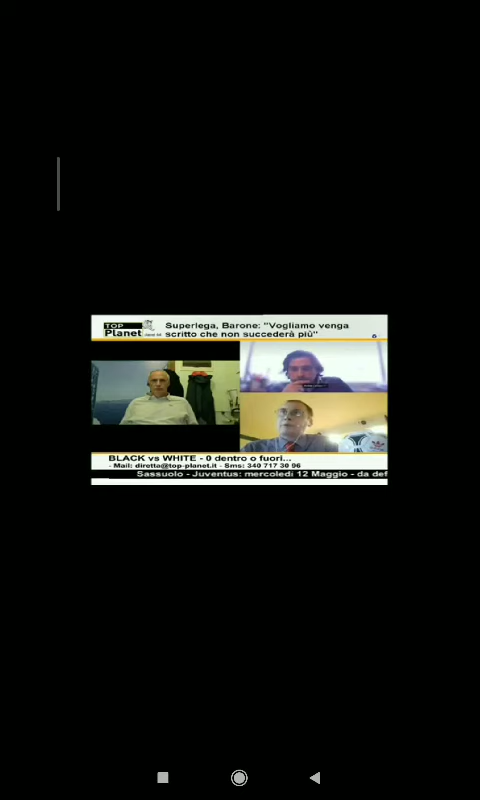 TOP
Planet
Superlega, Barone: "Vogliamo venga
scritto che non succederà più"
BLACK vs WHITE - 0 dentro o fuori...
- Mail: diretta@top-planet.it - Sms: 340 717 30 96
Sassuolo - Juventus: mercoledì 12 Maggio - da def